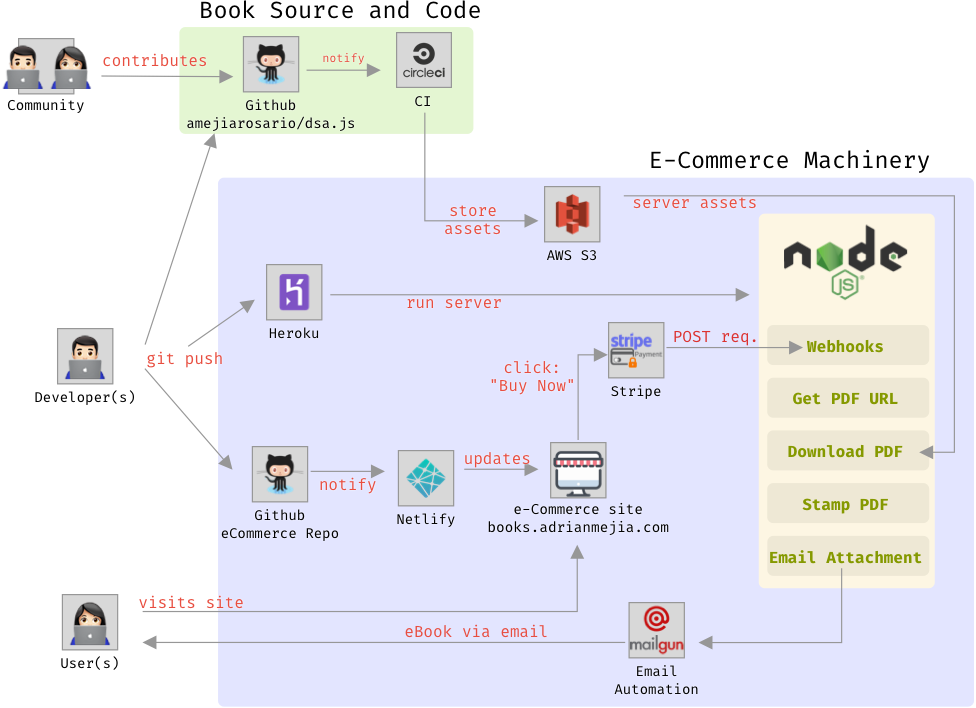 Book Source and Code
contributes
notify
circleci
Community
Github
amejiarosario/dsa.js
CI
E-Commerce Machinery
store
assets
server assets
AWS S3
node
JS
Heroku
run server
git push
Developer(s)
stripe
Payment
POST req.
Webhooks
click:
"Buy Now"
Stripe
Get PDF URL
Download PDF
Stamp PDF
Email Attachment
Github
eCommerce Repo
notify
Netlify
updates
e-Commerce site
books.adrianmejia.com
visits site
User(s)
eBook via email
mailgun
Email
Automation